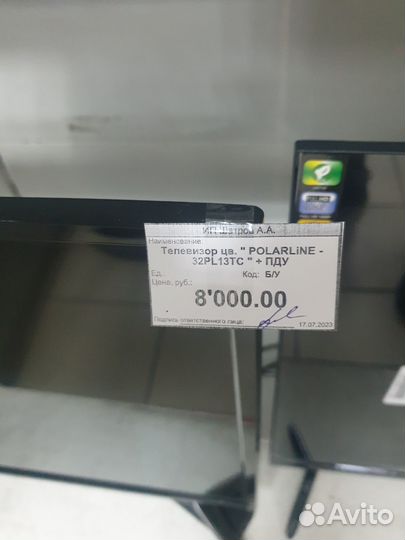 ИП Шатров А.А.
Наименование:
Телевизор цв. " POLARLiNE -
32PL13TC " + ПДУ
Ед.: Код: Б/У
Цена, руб.:
8'000.00
Подпись ответственного лица:
17.07.2023
Avito